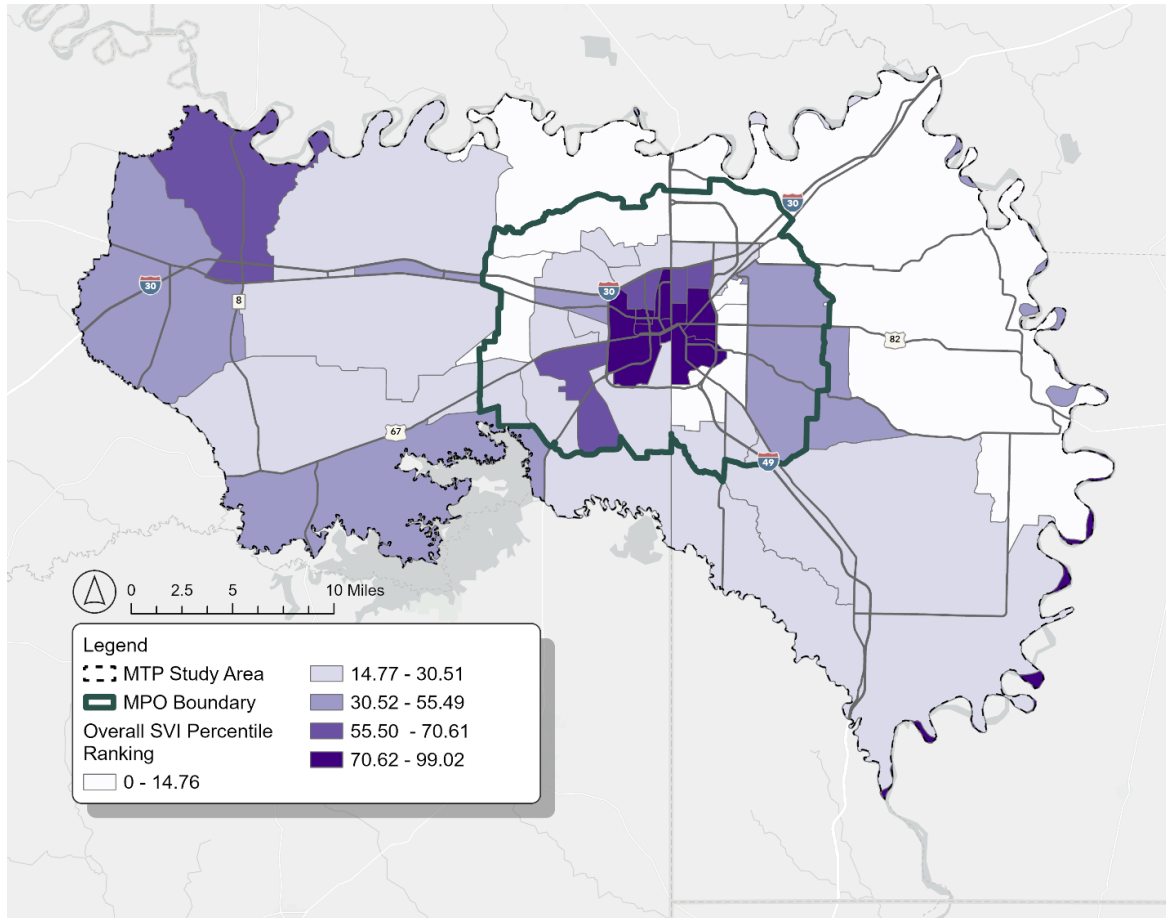 30
30
8
30
82
67
49
0 2.5 5 10 Miles
Legend
MTP Study Area
MPO Boundary
Overall SVI Percentile
Ranking
0 - 14.76
14.77 - 30.51
30.52 - 55.49
55.50 - 70.61
70.62 - 99.02